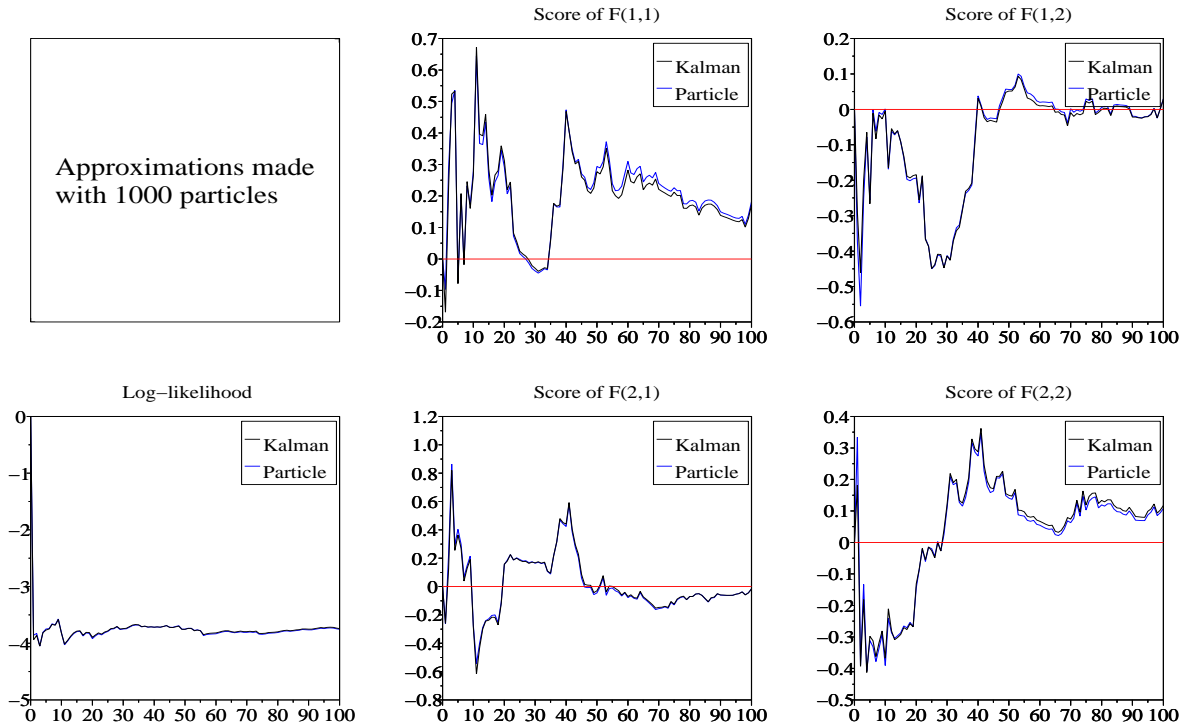 Score of F(1,1)
Score of F(1,2)
Approximations made
with 1000 particles
0.7
0.6
0.5
0.4
0.3
0.2
0.1
0
−0.1
−0.2
0 10 20 30 40 50 60 70 80 90 100
Kalman
Particle
0.2
0.1
0
−0.1
−0.2
−0.3
−0.4
−0.5
−0.6
0 10 20 30 40 50 60 70 80 90 100
Kalman
Particle
Log−likelihood
Score of F(2,1)
Score of F(2,2)
0
−1
−2
−3
−4
−5
0 10 20 30 40 50 60 70 80 90 100
Kalman
Particle
1.2
1.0
0.8
0.6
0.4
0.2
0
−0.2
−0.4
−0.6
−0.8
0 10 20 30 40 50 60 70 80 90 100
Kalman
Particle
0.4
0.3
0.2
0.1
0
−0.1
−0.2
−0.3
−0.4
−0.5
0 10 20 30 40 50 60 70 80 90 100
Kalman
Particle